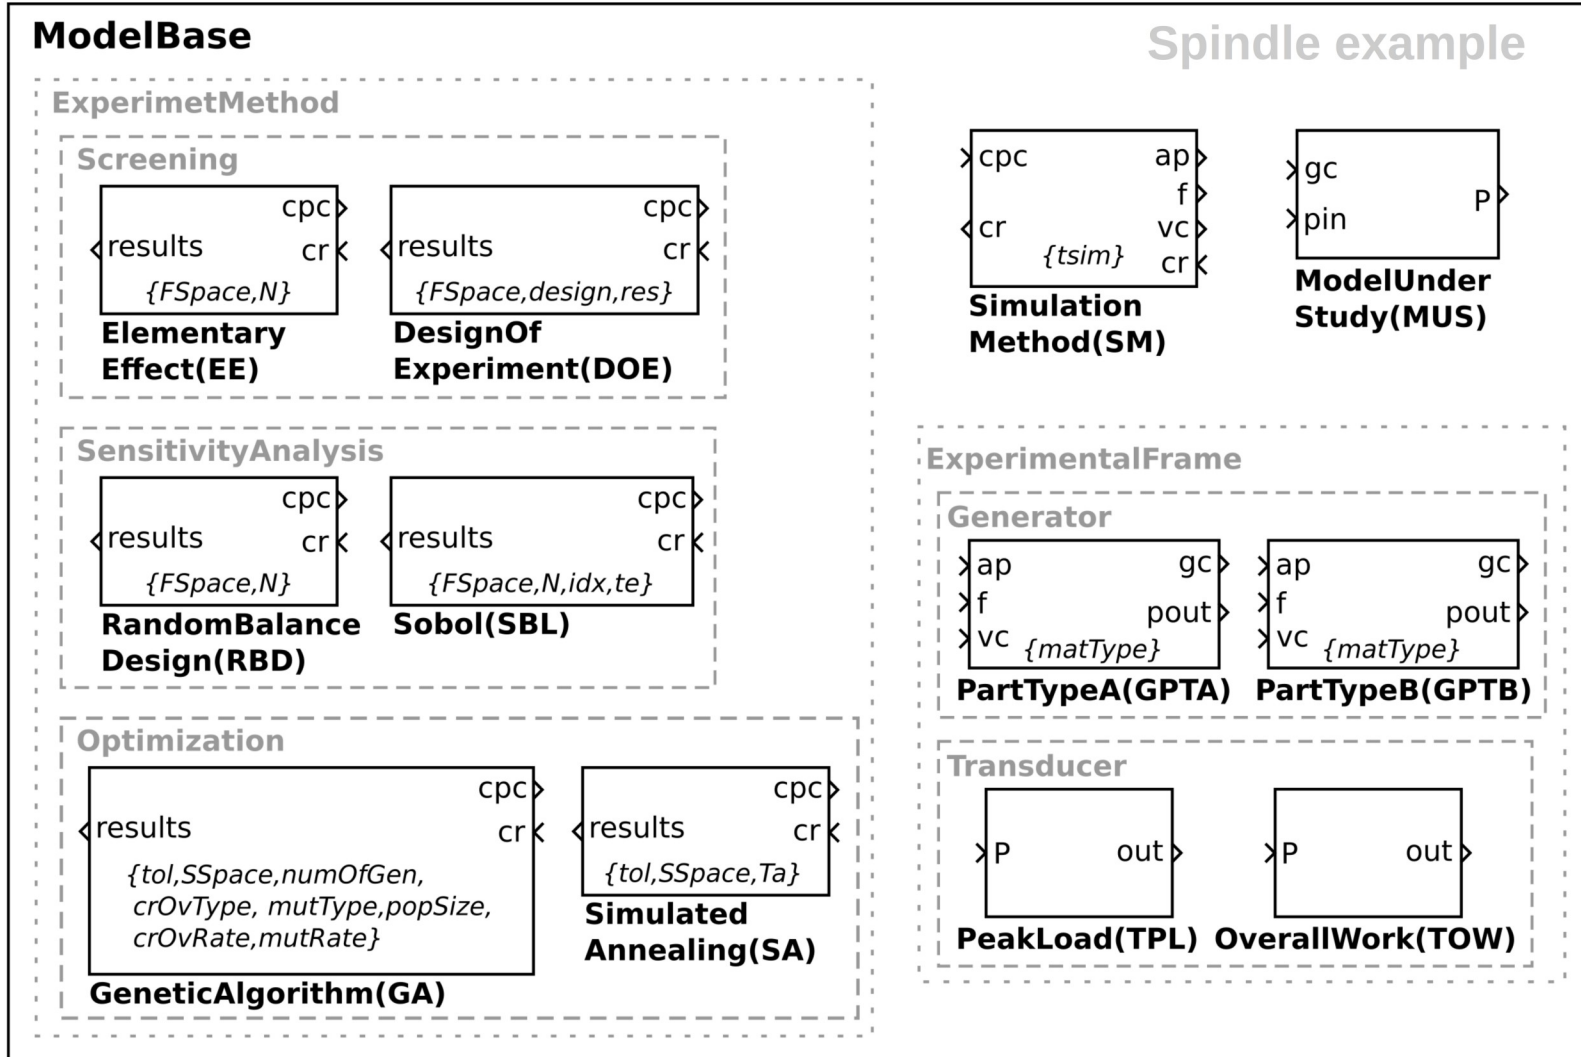 ModelBase
Spindle example
ExperimetMethod
Screening
cpc
results
cr
{FSpace,N}
Elementary
Effect(EE)
cpc
results
cr
{FSpace,design,res}
DesignOf
Experiment(DOE)
SensitivityAnalysis
cpc
results
cr
{FSpace,N}
RandomBalance
Design(RBD)
cpc
results
cr
{FSpace,N,idx,te}
Sobol(SBL)
Optimization
cpc
results
cr
{tol,SSpace,numOfGen,
crOvType, mutType,popSize,
crOvRate,mutRate}
GeneticAlgorithm(GA)
cpc
results
cr
{tol,SSpace,Ta}
Simulated
Annealing(SA)
cpc
ap
f
cr
vc
{tsim}
cr
Simulation
Method(SM)
gc
P
pin
ModelUnder
Study(MUS)
ExperimentalFrame
Generator
ap
gc
f
pout
vc
{matType}
PartTypeA(GPTA)
ap
gc
f
pout
vc
{matType}
PartTypeB(GPTB)
Transducer
P
out
PeakLoad(TPL)
P
out
OverallWork(TOW)